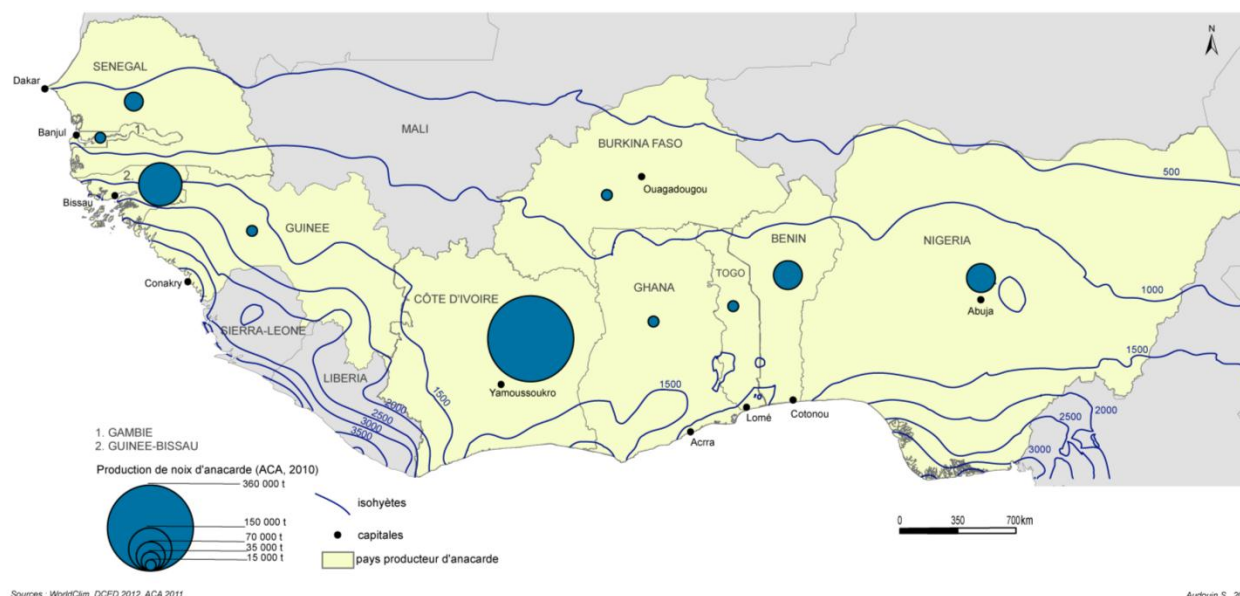 N
SENEGAL
Dakar
Banjul
1
MALI
BURKINA FASO
Ouagadougou
500
2.
Bissau
GUINEE
BENIN
NIGERIA
TOGO
Conakry
CÔTE D'IVOIRE
GHANA
Abuja
1000
SIERRA-LEONE
LIBERIA
Yamoussoukro
1500
1500
1500
2000
2500
3000
3500
Lomé
Cotonou
Acrra
2000
2500
3000
1. GAMBIE
2. GUINEE-BISSAU
Production de noix d'anacarde (ACA, 2010)
360 000 t
150 000 t
70 000 t
35 000 t
15 000 t
isohyètes
capitales
pays producteur d'anacarde
0 350 700km
Sources : WorldClim, DCED 2012, ACA 2011
Audouin S., 20